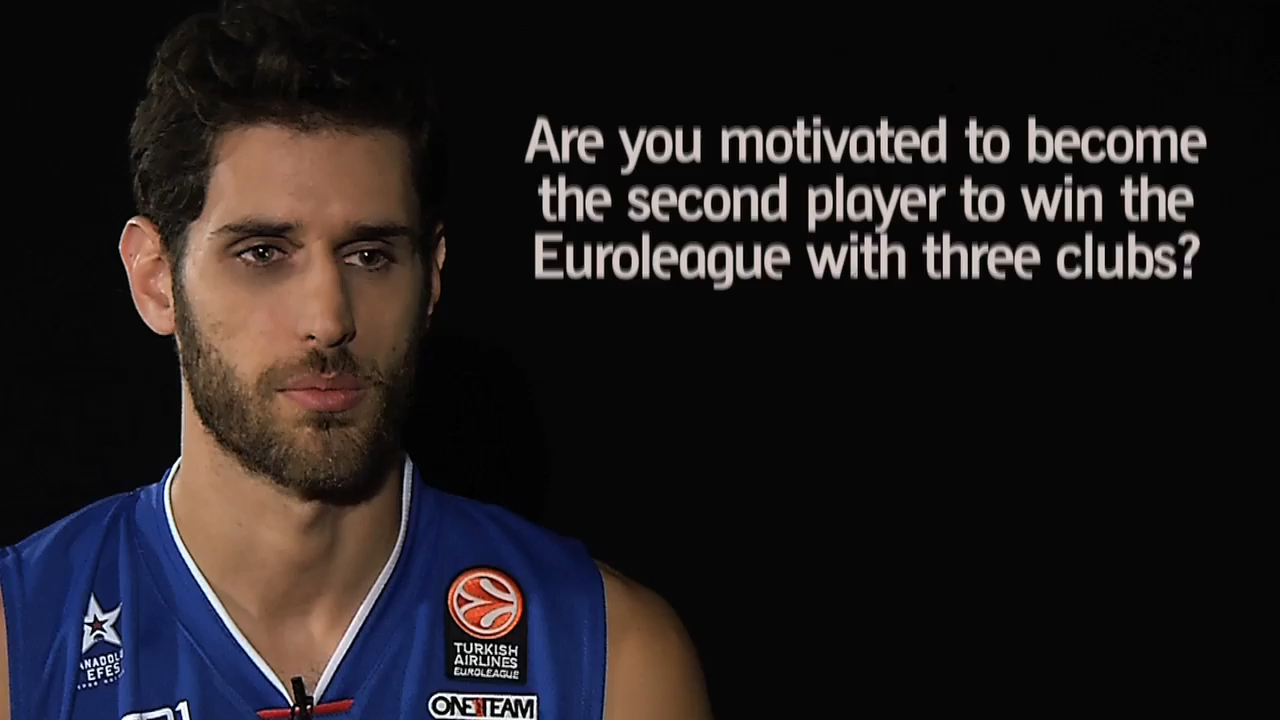 Are you motivated to become
the second player to win the
Euroleague with three clubs?
TURKISH
AIRLINES
EUROLEAGUE
EFES
ONE TEAM